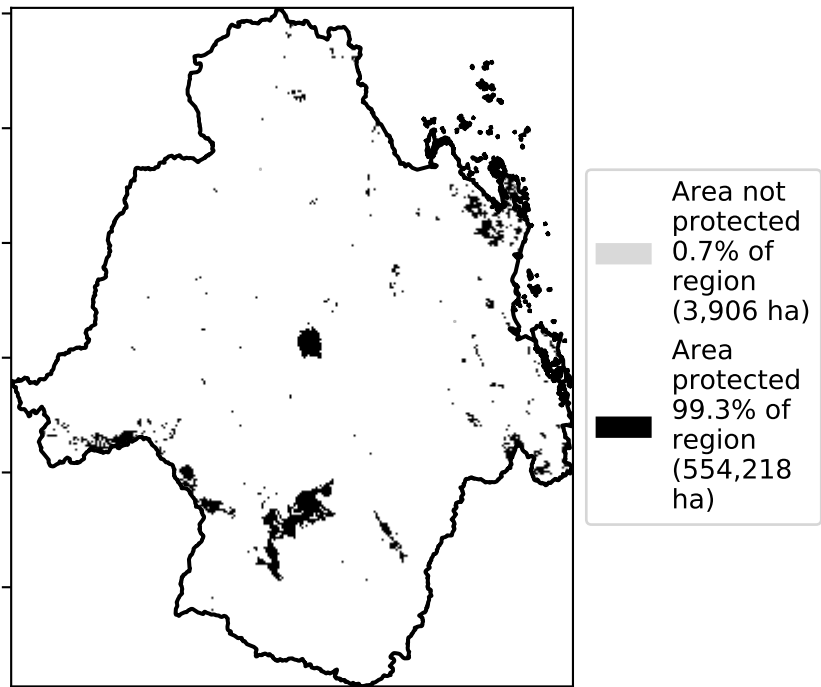 Area not
protected
0.7% of
region
(3,906 ha)
Area
protected
99.3% of
region
(554,218
ha)